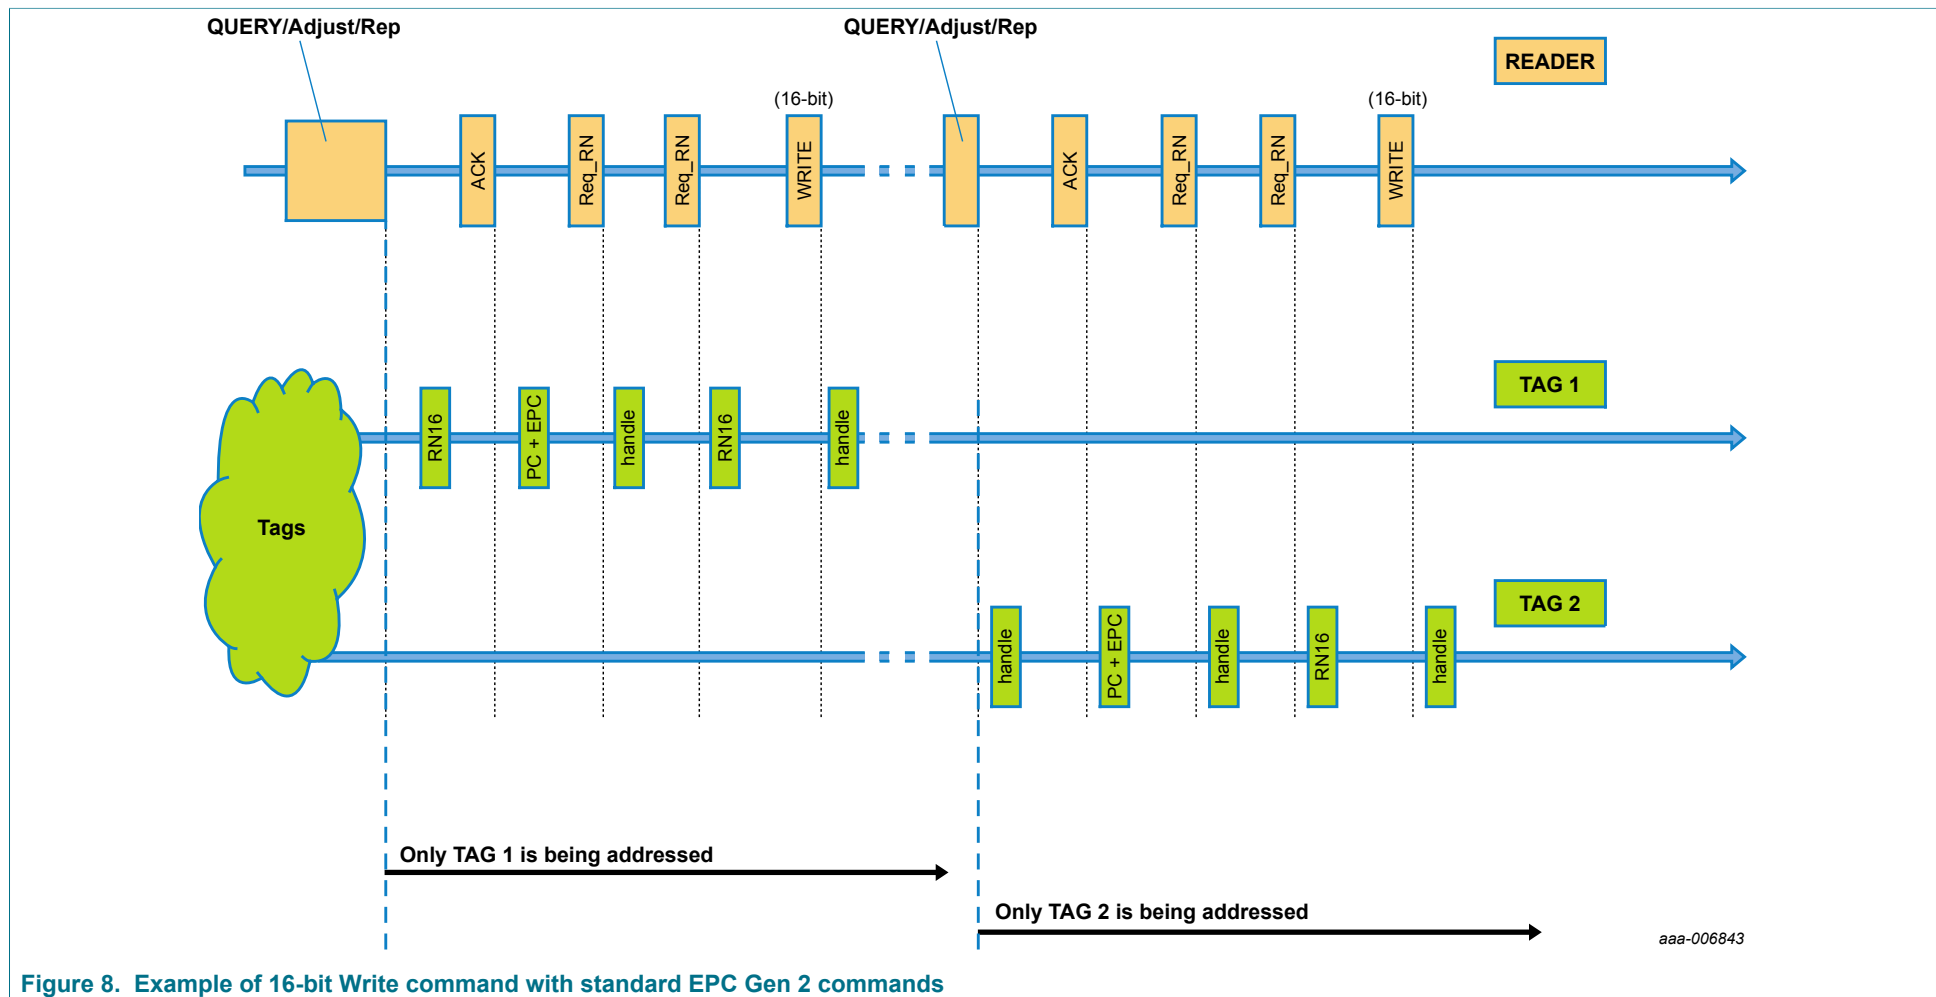 QUERY/Adjust/Rep
QUERY/Adjust/Rep
READER
(16-bit)
(16-bit)
ACK
Req_RN
Req_RN
WRITE
ACK
Req_RN
Req_RN
WRITE
TAG 1
RN16
PC + EPC
handle
RN16
handle
Tags
TAG 2
handle
PC + EPC
handle
RN16
handle
Only TAG 1 is being addressed
Only TAG 2 is being addressed
aaa-006843
Figure 8. Example of 16-bit Write command with standard EPC Gen 2 commands